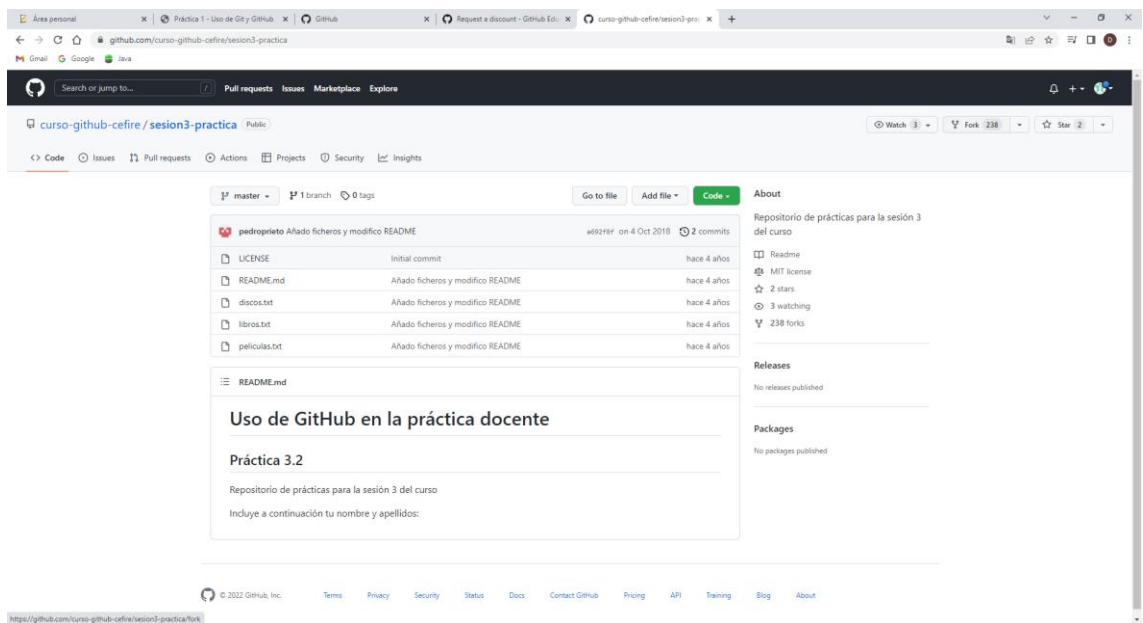 Área personal
Práctica 1 - Uso de Git y GitHub
GitHub
Request a discount - GitHub Edu
curso-github-cefire/sesion3-prac
github.com/curso-github-cefire/sesion3-practica
Gmail Google Java
Search or jump to... / Pull requests Issues Marketplace Explore
curso-github-cefire / sesion3-practica Public
Watch 3 Fork 238 Star 2
<> Code Issues Pull requests Actions Projects Security Insights
master 1 branch 0 tags Go to file Add file Code
pedroprieto Añado ficheros y modifico README on 4 Oct 2018 2 commits
LICENSE Initial commit hace 4 años
README.md Añado ficheros y modifico README hace 4 años
discos.txt Añado ficheros y modifico README hace 4 años
libros.txt Añado ficheros y modifico README hace 4 años
peliculas.txt Añado ficheros y modifico README hace 4 años
README.md
Uso de GitHub en la práctica docente
Práctica 3.2
Repositorio de prácticas para la sesión 3 del curso
Incluye a continuación tu nombre y apellidos:
About
Repositorio de prácticas para la sesión 3
del curso
Readme
MIT license
2 stars
3 watching
238 forks
Releases
No releases published
Packages
No packages published
© 2022 GitHub, Inc. Terms Privacy Security Status Docs Contact GitHub Pricing API Training Blog About
https://github.com/curso-github-cefire/sesion3-practica/fork